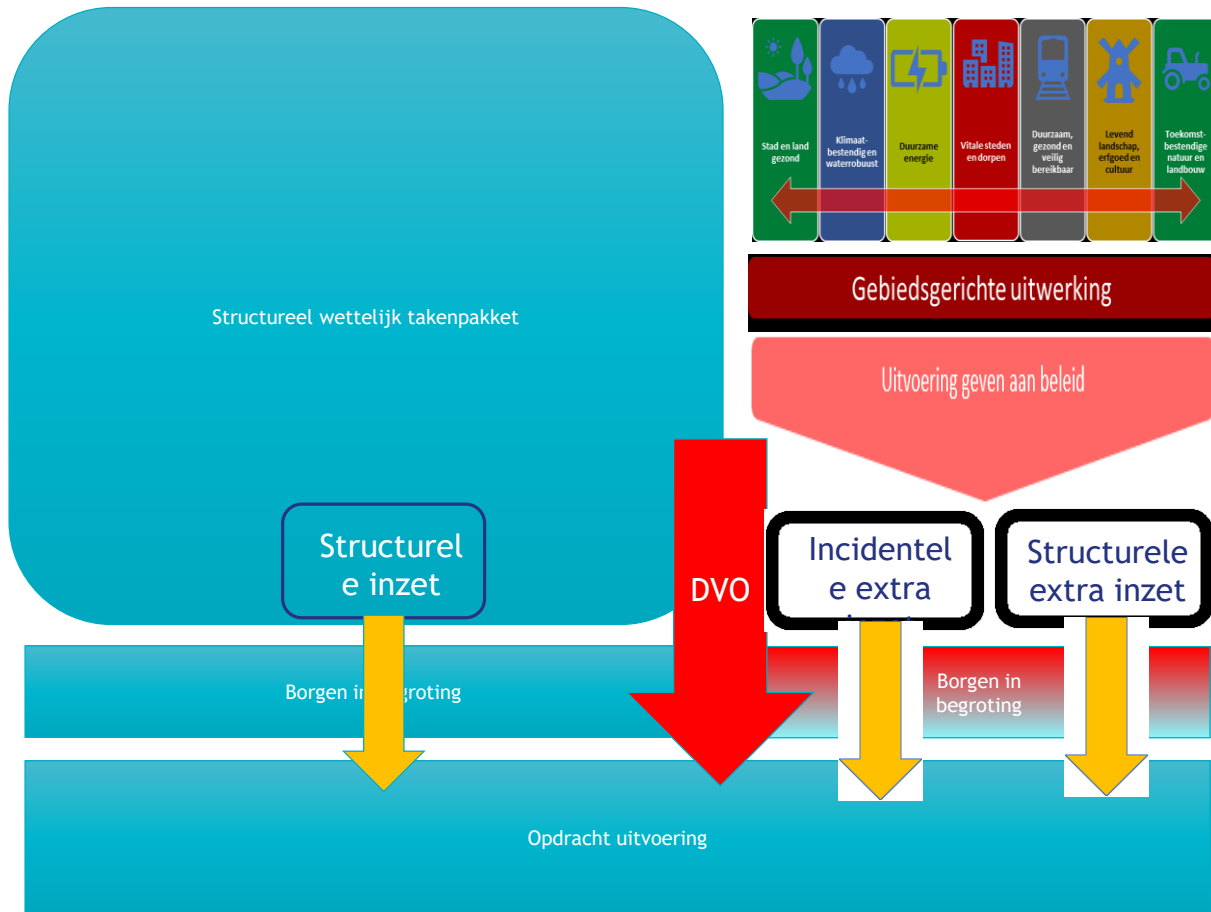 Stad en land
gezond
Klimaat-
bestendig en
waterrobuust
Duurzame
energie
Vitale steden
en dorpen
Duurzaam,
gezond en
veilig
bereikbaar
Levend
landschap,
erfgoed en
cultuur
Toekomst-
bestendige
natuur en
landbouw
Gebiedsgerichte uitwerking
Structureel wettelijk takenpakket
Uitvoering geven aan beleid
Structurel
e inzet
DVO
Incidentel
e extra
Structurele
extra inzet
Borgen in
Borgen in
begroting
Opdracht uitvoering